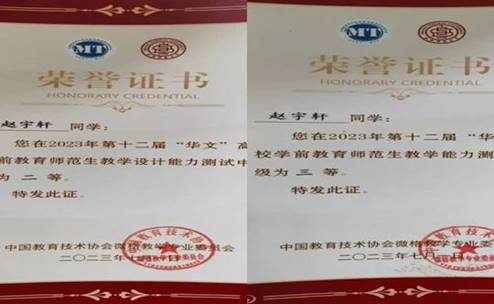 MT
荣誉证书
HONORARY CREDENTIAL
赵宇轩 同学:
您在2023年第十二届“华文”高
前教育师范生教学设计能力测试中
为 二 等。
特发此证。
中国教育技术协会微格教学专业委员会
二〇二三年七月
MT
荣誉证书
HONORARY CREDENTIAL
赵宇轩 同学:
您在2023年第十二届“华
校学前教育师范生教学能力测
级为 三 等。
特发此证。
中国教育技术协会微格教学专业委
二〇二三年七月